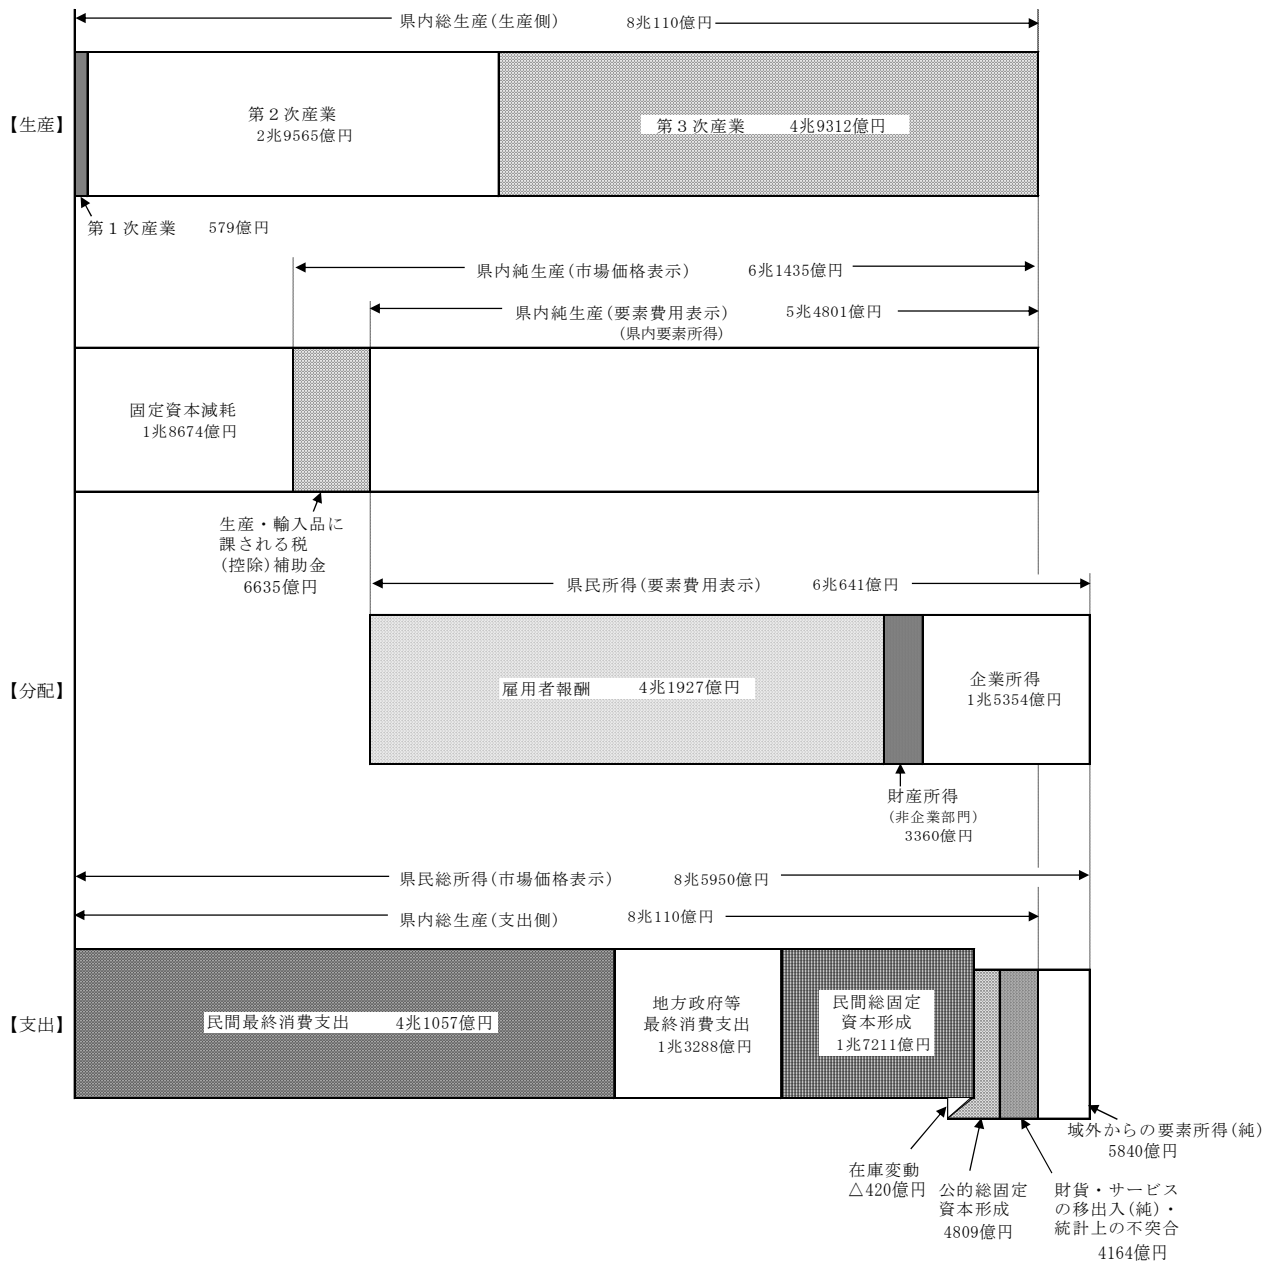 県内総生産(生産側) 8兆110億円
【生産】
第２次産業
2兆9565億円
第３次産業 4兆9312億円
第１次産業 579億円
県内純生産(市場価格表示) 6兆1435億円
県内純生産(要素費用表示) 5兆4801億円
(県内要素所得)
固定資本減耗
1兆8674億円
生産・輸入品に
課される税
(控除)補助金
6635億円
県民所得(要素費用表示) 6兆641億円
【分配】
雇用者報酬 4兆1927億円
企業所得
1兆5354億円
財産所得
(非企業部門)
3360億円
県民総所得(市場価格表示) 8兆5950億円
県内総生産(支出側) 8兆110億円
【支出】
民間最終消費支出 4兆1057億円
地方政府等
最終消費支出
1兆3288億円
民間総固定
資本形成
1兆7211億円
域外からの要素所得(純)
5840億円
在庫変動
△420億円
公的総固定
資本形成
4809億円
財貨・サービス
の移出入(純)・
統計上の不突合
4164億円